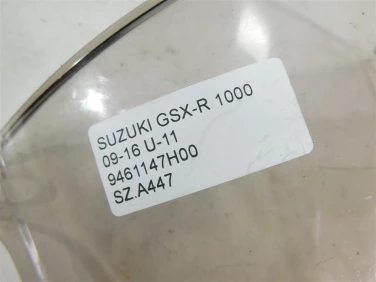 SUZUKI GSX-R 1000
09-16 U-11
9461147H00
SZ.A447